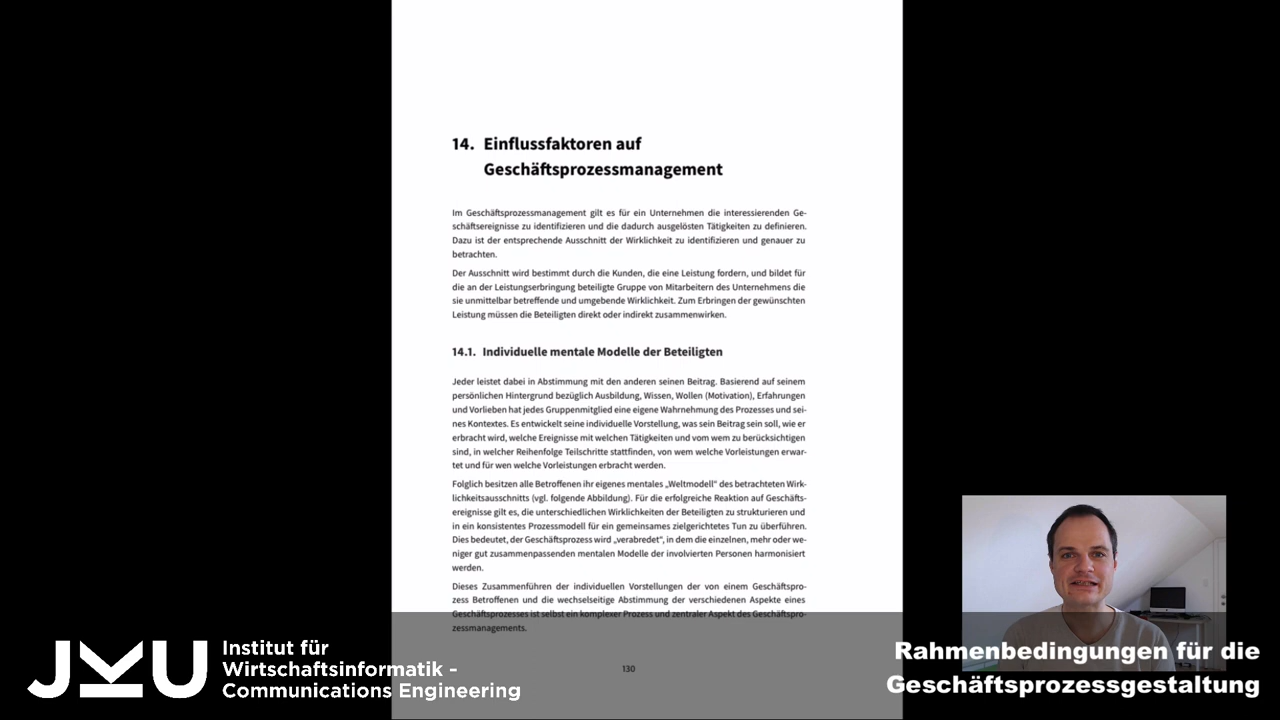 14. Einflussfaktoren auf
Geschäftsprozessmanagement
Im Geschäftsprozessmanagement gilt es für ein Unternehmen die interessierenden Ge-
schäftsereignisse zu identifizieren und die dadurch ausgelösten Tätigkeiten zu definieren.
Dazu ist der entsprechende Ausschnitt der Wirklichkeit zu identifizieren und genauer zu
betrachten.
Der Ausschnitt wird bestimmt durch die Kunden, die eine Leistung fordern, und bildet für
die an der Leistungserbringung beteiligte Gruppe von Mitarbeitern des Unternehmens die
sie unmittelbar betreffende und umgebende Wirklichkeit. Zum Erbringen der gewünschten
Leistung müssen die Beteiligten direkt oder indirekt zusammenwirken.
14.1. Individuelle mentale Modelle der Beteiligten
Jeder leistet dabei in Abstimmung mit den anderen seinen Beitrag. Basierend auf seinem
persönlichen Hintergrund bezüglich Ausbildung, Wissen, Wollen (Motivation), Erfahrungen
und Vorlieben hat jedes Gruppenmitglied eine eigene Wahrnehmung des Prozesses und sei-
nes Kontextes. Es entwickelt seine individuelle Vorstellung, was sein Beitrag sein soll, wie er
erbracht wird, welche Ereignisse mit welchen Tätigkeiten und vom wem zu berücksichtigen
sind, in welcher Reihenfolge Teilschritte stattfinden, von wem welche Vorleistungen erwar-
tet und für wen welche Vorleistungen erbracht werden.
Folglich besitzen alle Betroffenen ihr eigenes mentales „Weltmodell“ des betrachteten Wirk-
lichkeitsausschnitts (vgl. folgende Abbildung). Für die erfolgreiche Reaktion auf Geschäfts-
ereignisse gilt es, die unterschiedlichen Wirklichkeiten der Beteiligten zu strukturieren und
in ein konsistentes Prozessmodell für ein gemeinsames zielgerichtetes Tun zu überführen.
Dies bedeutet, der Geschäftsprozess wird „verabredet“, in dem die einzelnen, mehr oder we-
niger gut zusammenpassenden mentalen Modelle der involvierten Personen harmonisiert
werden.
Dieses Zusammenführen der individuellen Vorstellungen der von einem Geschäftspro-
zess Betroffenen und die wechselseitige Abstimmung der verschiedenen Aspekte eines
Geschäftsprozesses ist selbst ein komplexer Prozess und zentraler Aspekt des Geschäftspro-
zessmanagements.
130
JKU
Institut für
Wirtschaftsinformatik -
Communications Engineering
Rahmenbedingungen für die
Geschäftsprozessgestaltung